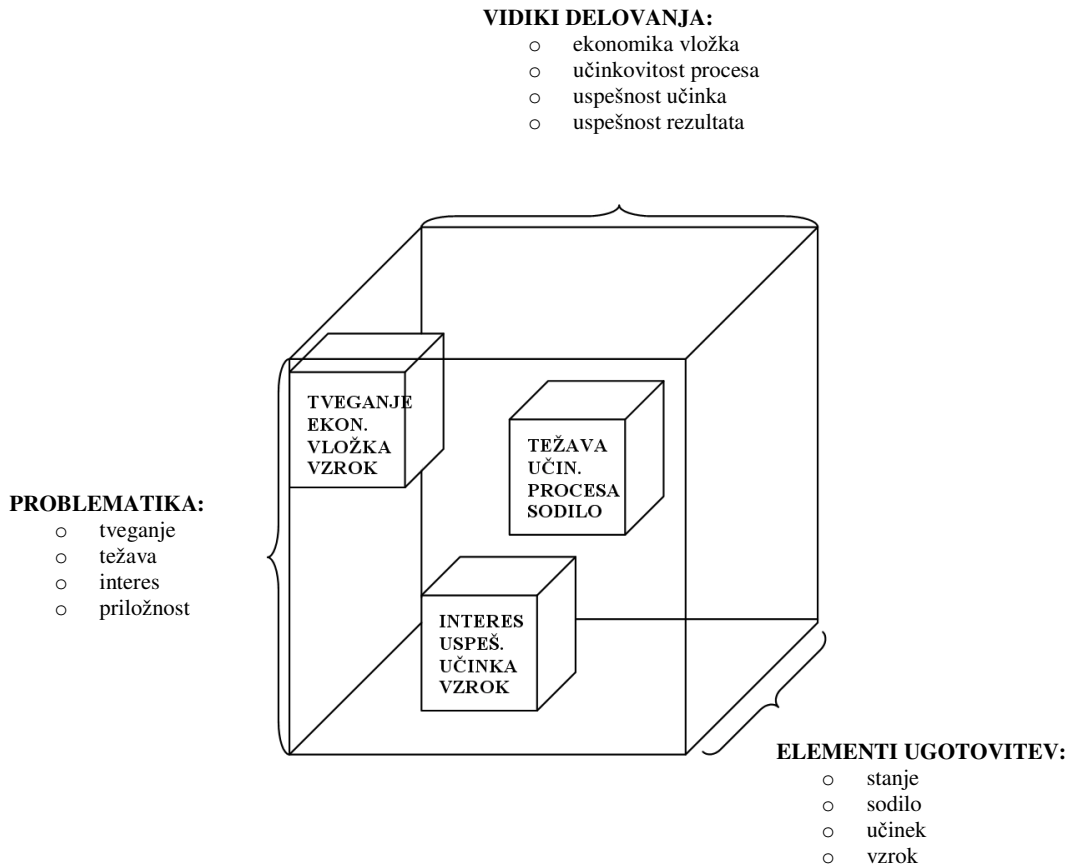 VIDIKI DELOVANJA:
o ekonomika vložka
o učinkovitost procesa
o uspešnost učinka
o uspešnost rezultata
TVEGANJE
EKON.
VLOŽKA
VZROK
TEŽAVA
UČIN.
PROCESA
SODILO
PROBLEMATIKA:
o tveganje
o težava
o interes
o priložnost
INTERES
USPEŠ.
UČINKA
VZROK
ELEMENTI UGOTOVITEV:
o stanje
o sodilo
o učinek
o vzrok